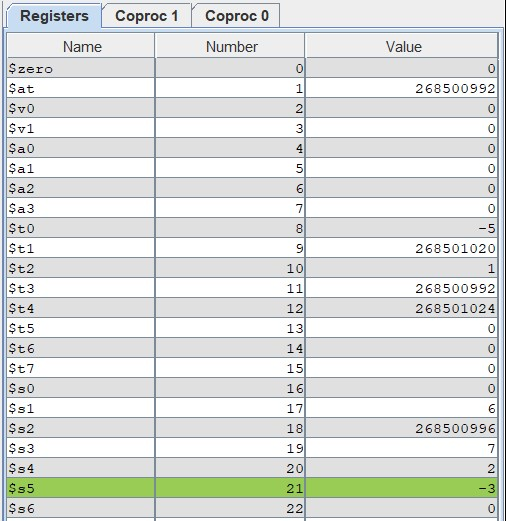 Registers Coproc 1 Coproc 0
Name Number Value
$zero 0 0
$at 1 268500992
$v0 2 0
$v1 3 0
$a0 4 0
$a1 5 0
$a2 6 0
$a3 7 0
$t0 8 -5
$t1 9 268501020
$t2 10 1
$t3 11 268500992
$t4 12 268501024
$t5 13 0
$t6 14 0
$t7 15 0
$s0 16 0
$s1 17 6
$s2 18 268500996
$s3 19 7
$s4 20 2
$s5 21 -3
$s6 22 0